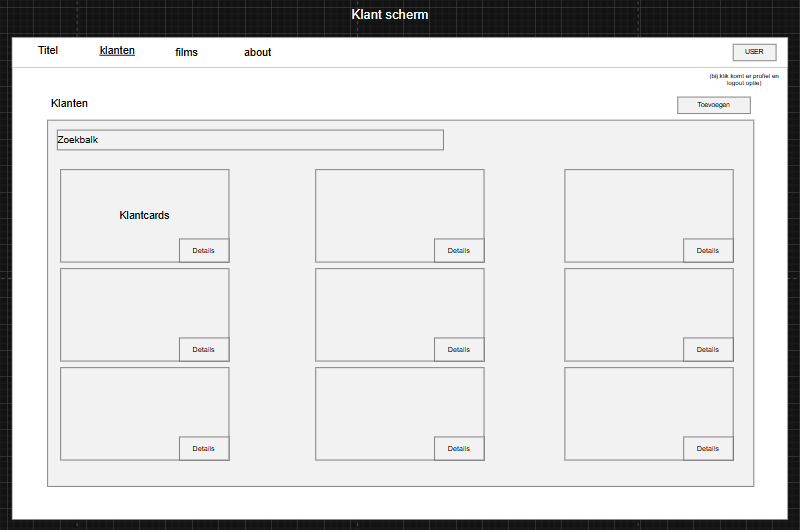 Klant scherm
Titel klanten films about USER
(bij klik komt er profiel en
logout optie)
Klanten Toevoegen
Zoekbalk
Klantcards
Details Details Details
Details Details Details
Details Details Details